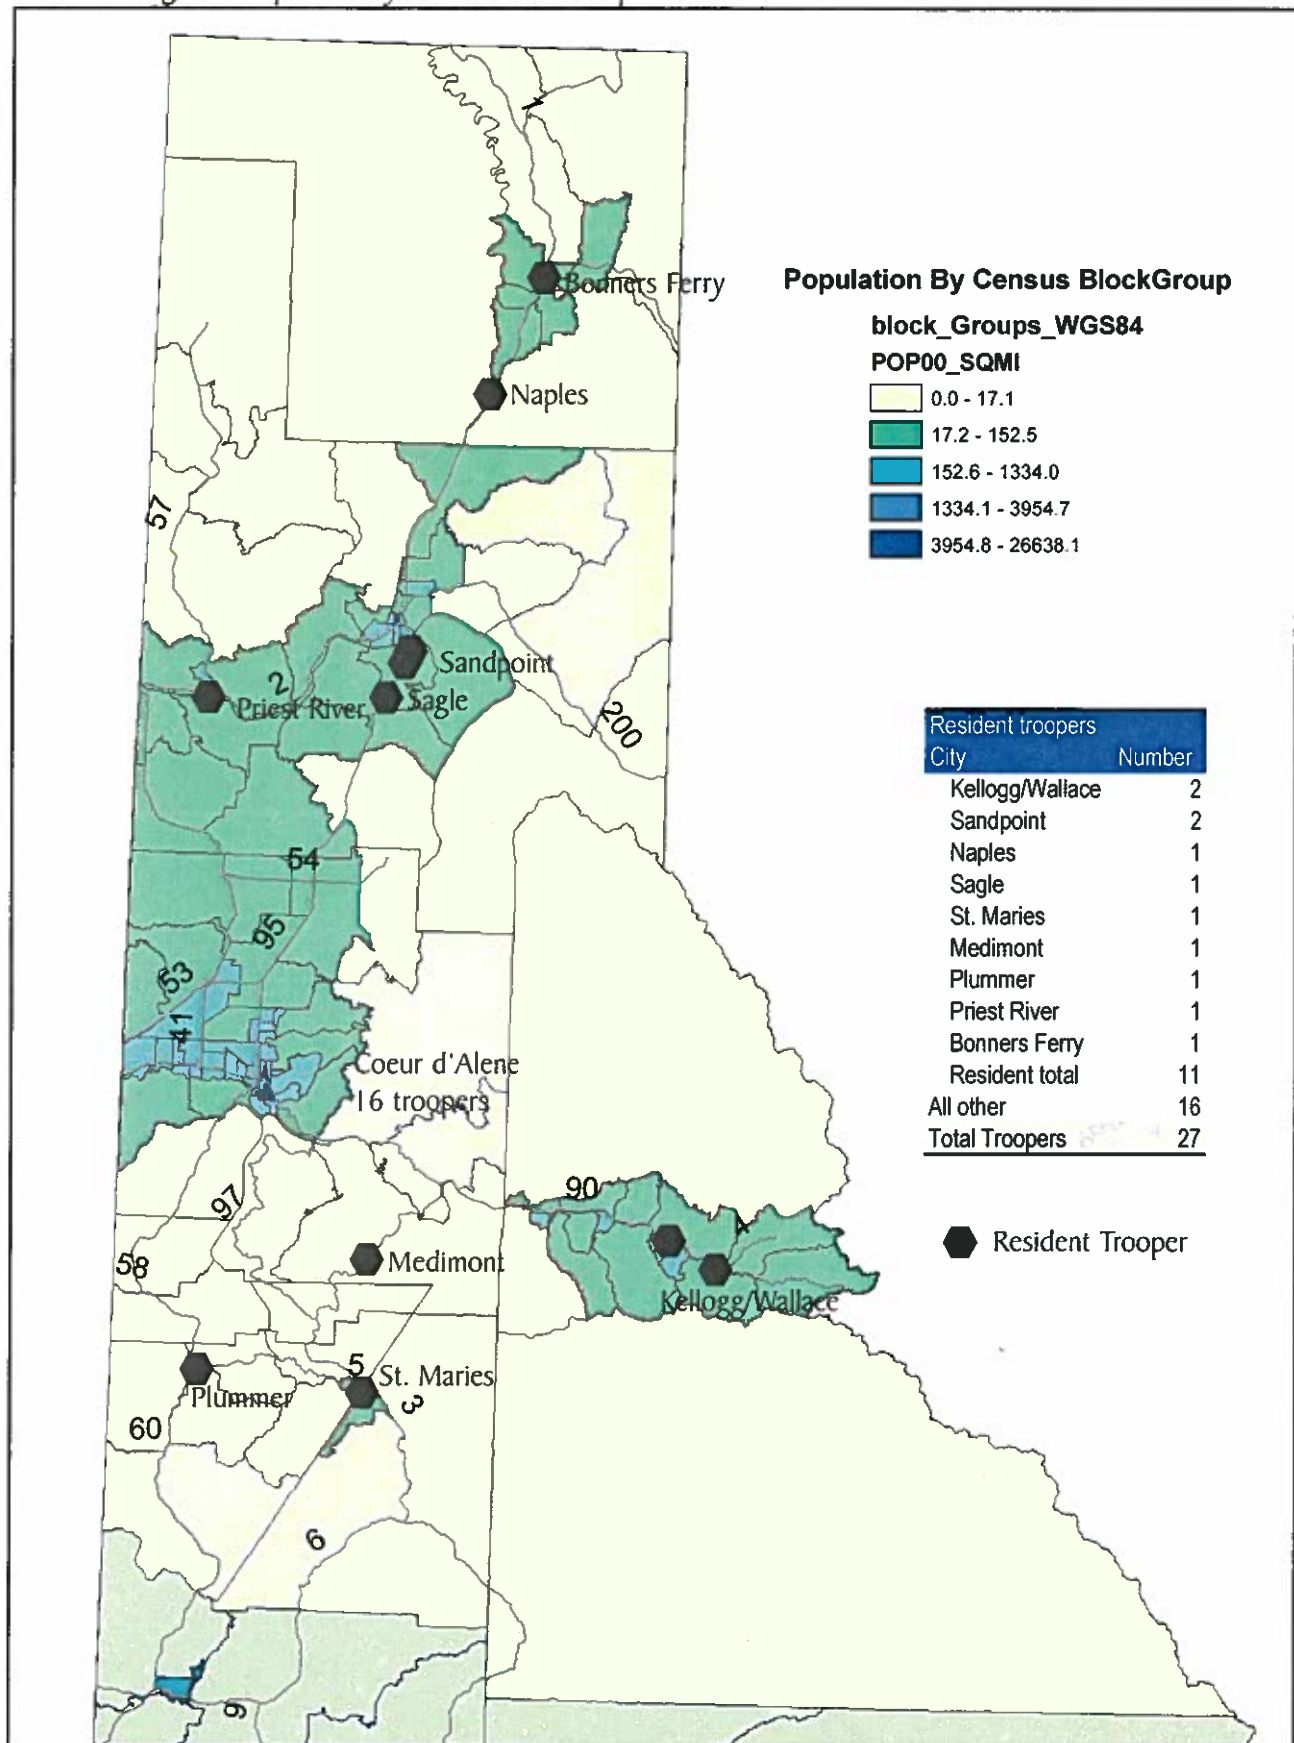 1
Bonners Ferry
Population By Census BlockGroup
block_Groups_WGS84
POP00_SQMI
0.0 - 17.1
17.2 - 152.5
152.6 - 1334.0
1334.1 - 3954.7
3954.8 - 26638.1
Naples
57
Sandpoint
2
Priest River
Sagle
200
Resident troopers
City Number
Kellogg/Wallace 2
Sandpoint 2
Naples 1
Sagle 1
St. Maries 1
Medimont 1
Plummer 1
Priest River 1
Bonners Ferry 1
Resident total 11
All other 16
Total Troopers 27
54
95
53
41
Coeur d'Alene
16 troopers
90
97
4
Resident Trooper
58
Medimont
Kellogg/Wallace
5
St. Maries
Plummer
3
60
6
9